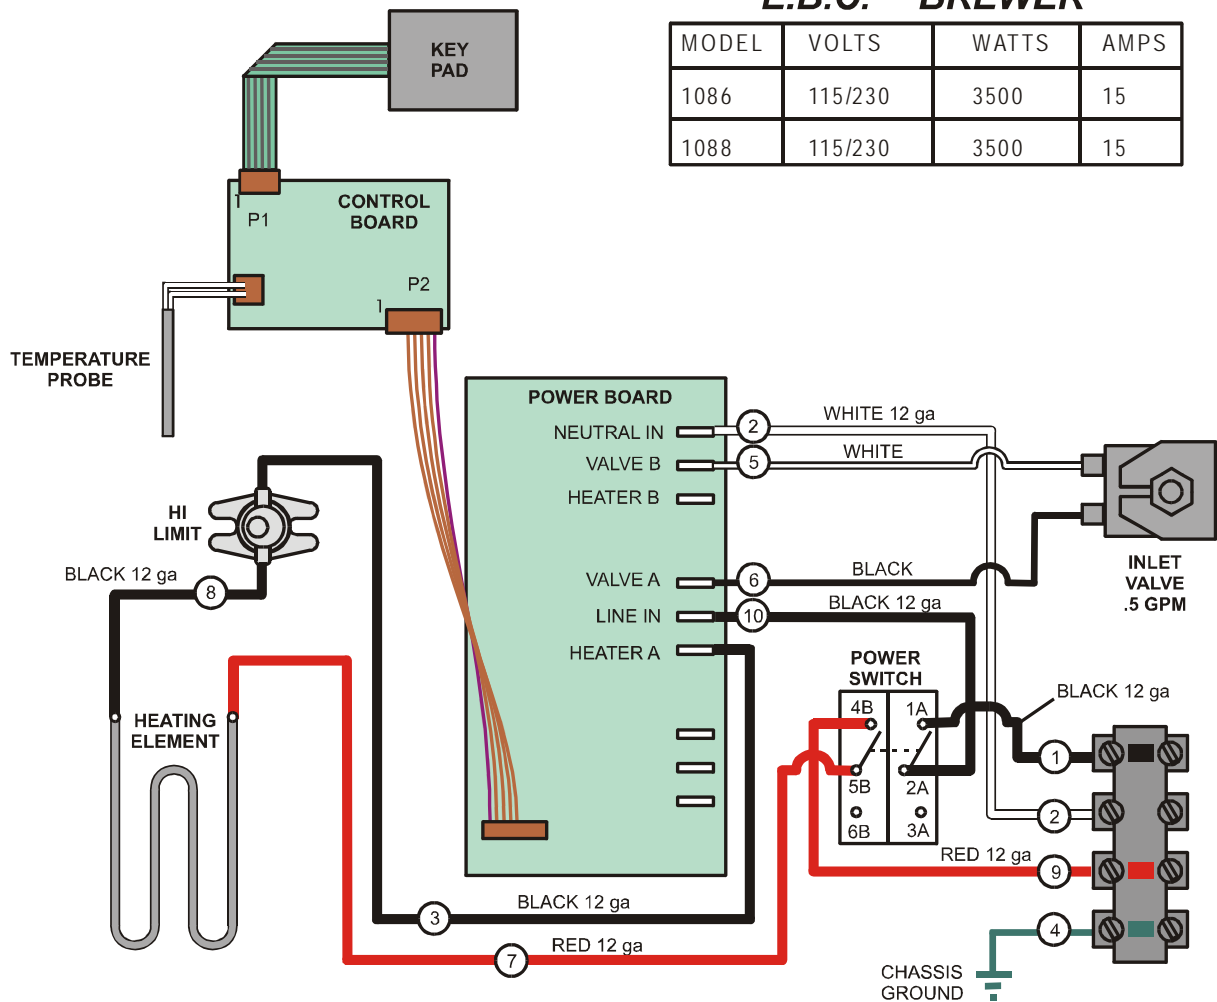 E.B.C. BREWER
MODEL VOLTS WATTS AMPS
1086 115/230 3500 15
1088 115/230 3500 15
KEY
PAD
1
P1
CONTROL
BOARD
P2
1
TEMPERATURE
PROBE
POWER BOARD
NEUTRAL IN
2
WHITE 12 ga
VALVE B
5
WHITE
HEATER B
HI
LIMIT
BLACK 12 ga
8
VALVE A
6
BLACK
INLET
VALVE
.5 GPM
LINE IN
10
BLACK 12 ga
HEATER A
POWER
SWITCH
BLACK 12 ga
4B 1A
HEATING
ELEMENT
1
5B 2A
2
6B 3A
RED 12 ga
9
BLACK 12 ga
3
4
RED 12 ga
7
CHASSIS
GROUND